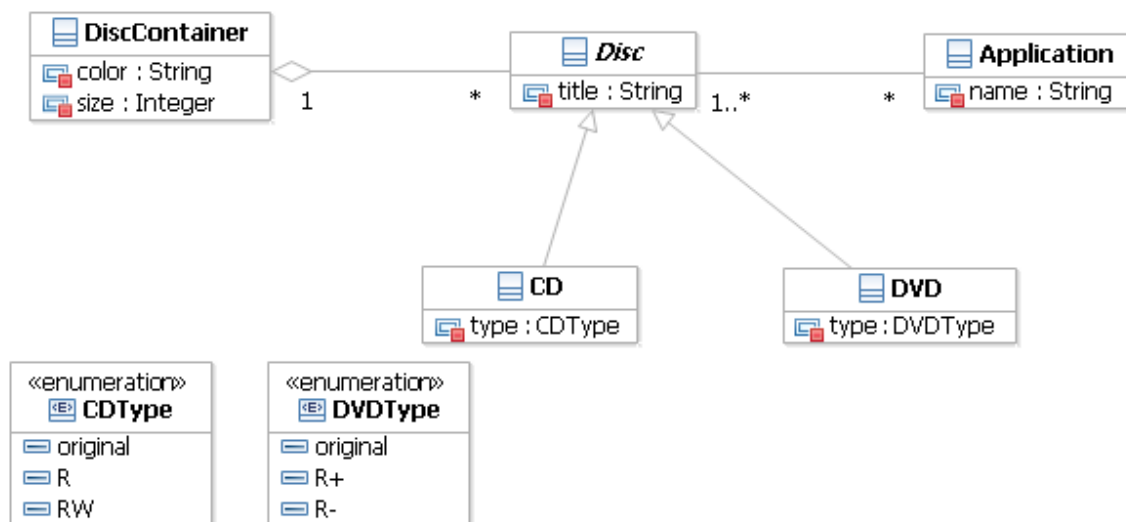 DiscContainer
color : String
size : Integer
1
*
Disc
title : String
1..*
*
Application
name : String
CD
type : CDType
DVD
type : DVDType
«enumeration»
CDType
original
R
RW
«enumeration»
DVDType
original
R+
R-